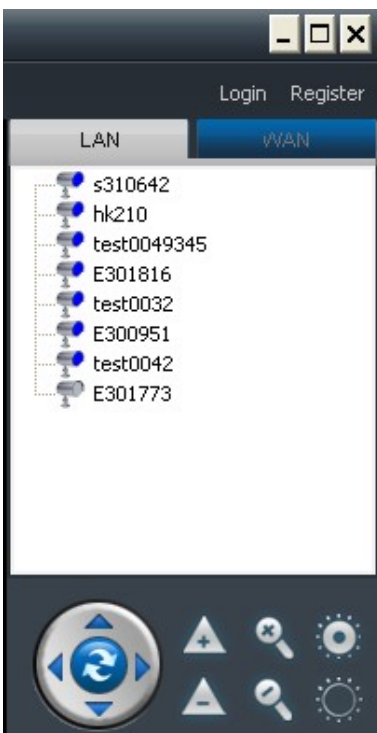 Login Register
LAN WAN
s310642
hk210
test0049345
E301816
test0032
E300951
test0042
E301773